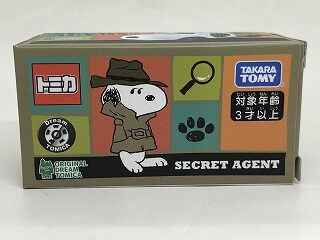 トミカ
TAKARA
TOMY
対象年齢
3才以上
Dream
TOMICA
ORIGINAL
DREAM
TOMICA
SECRET AGENT